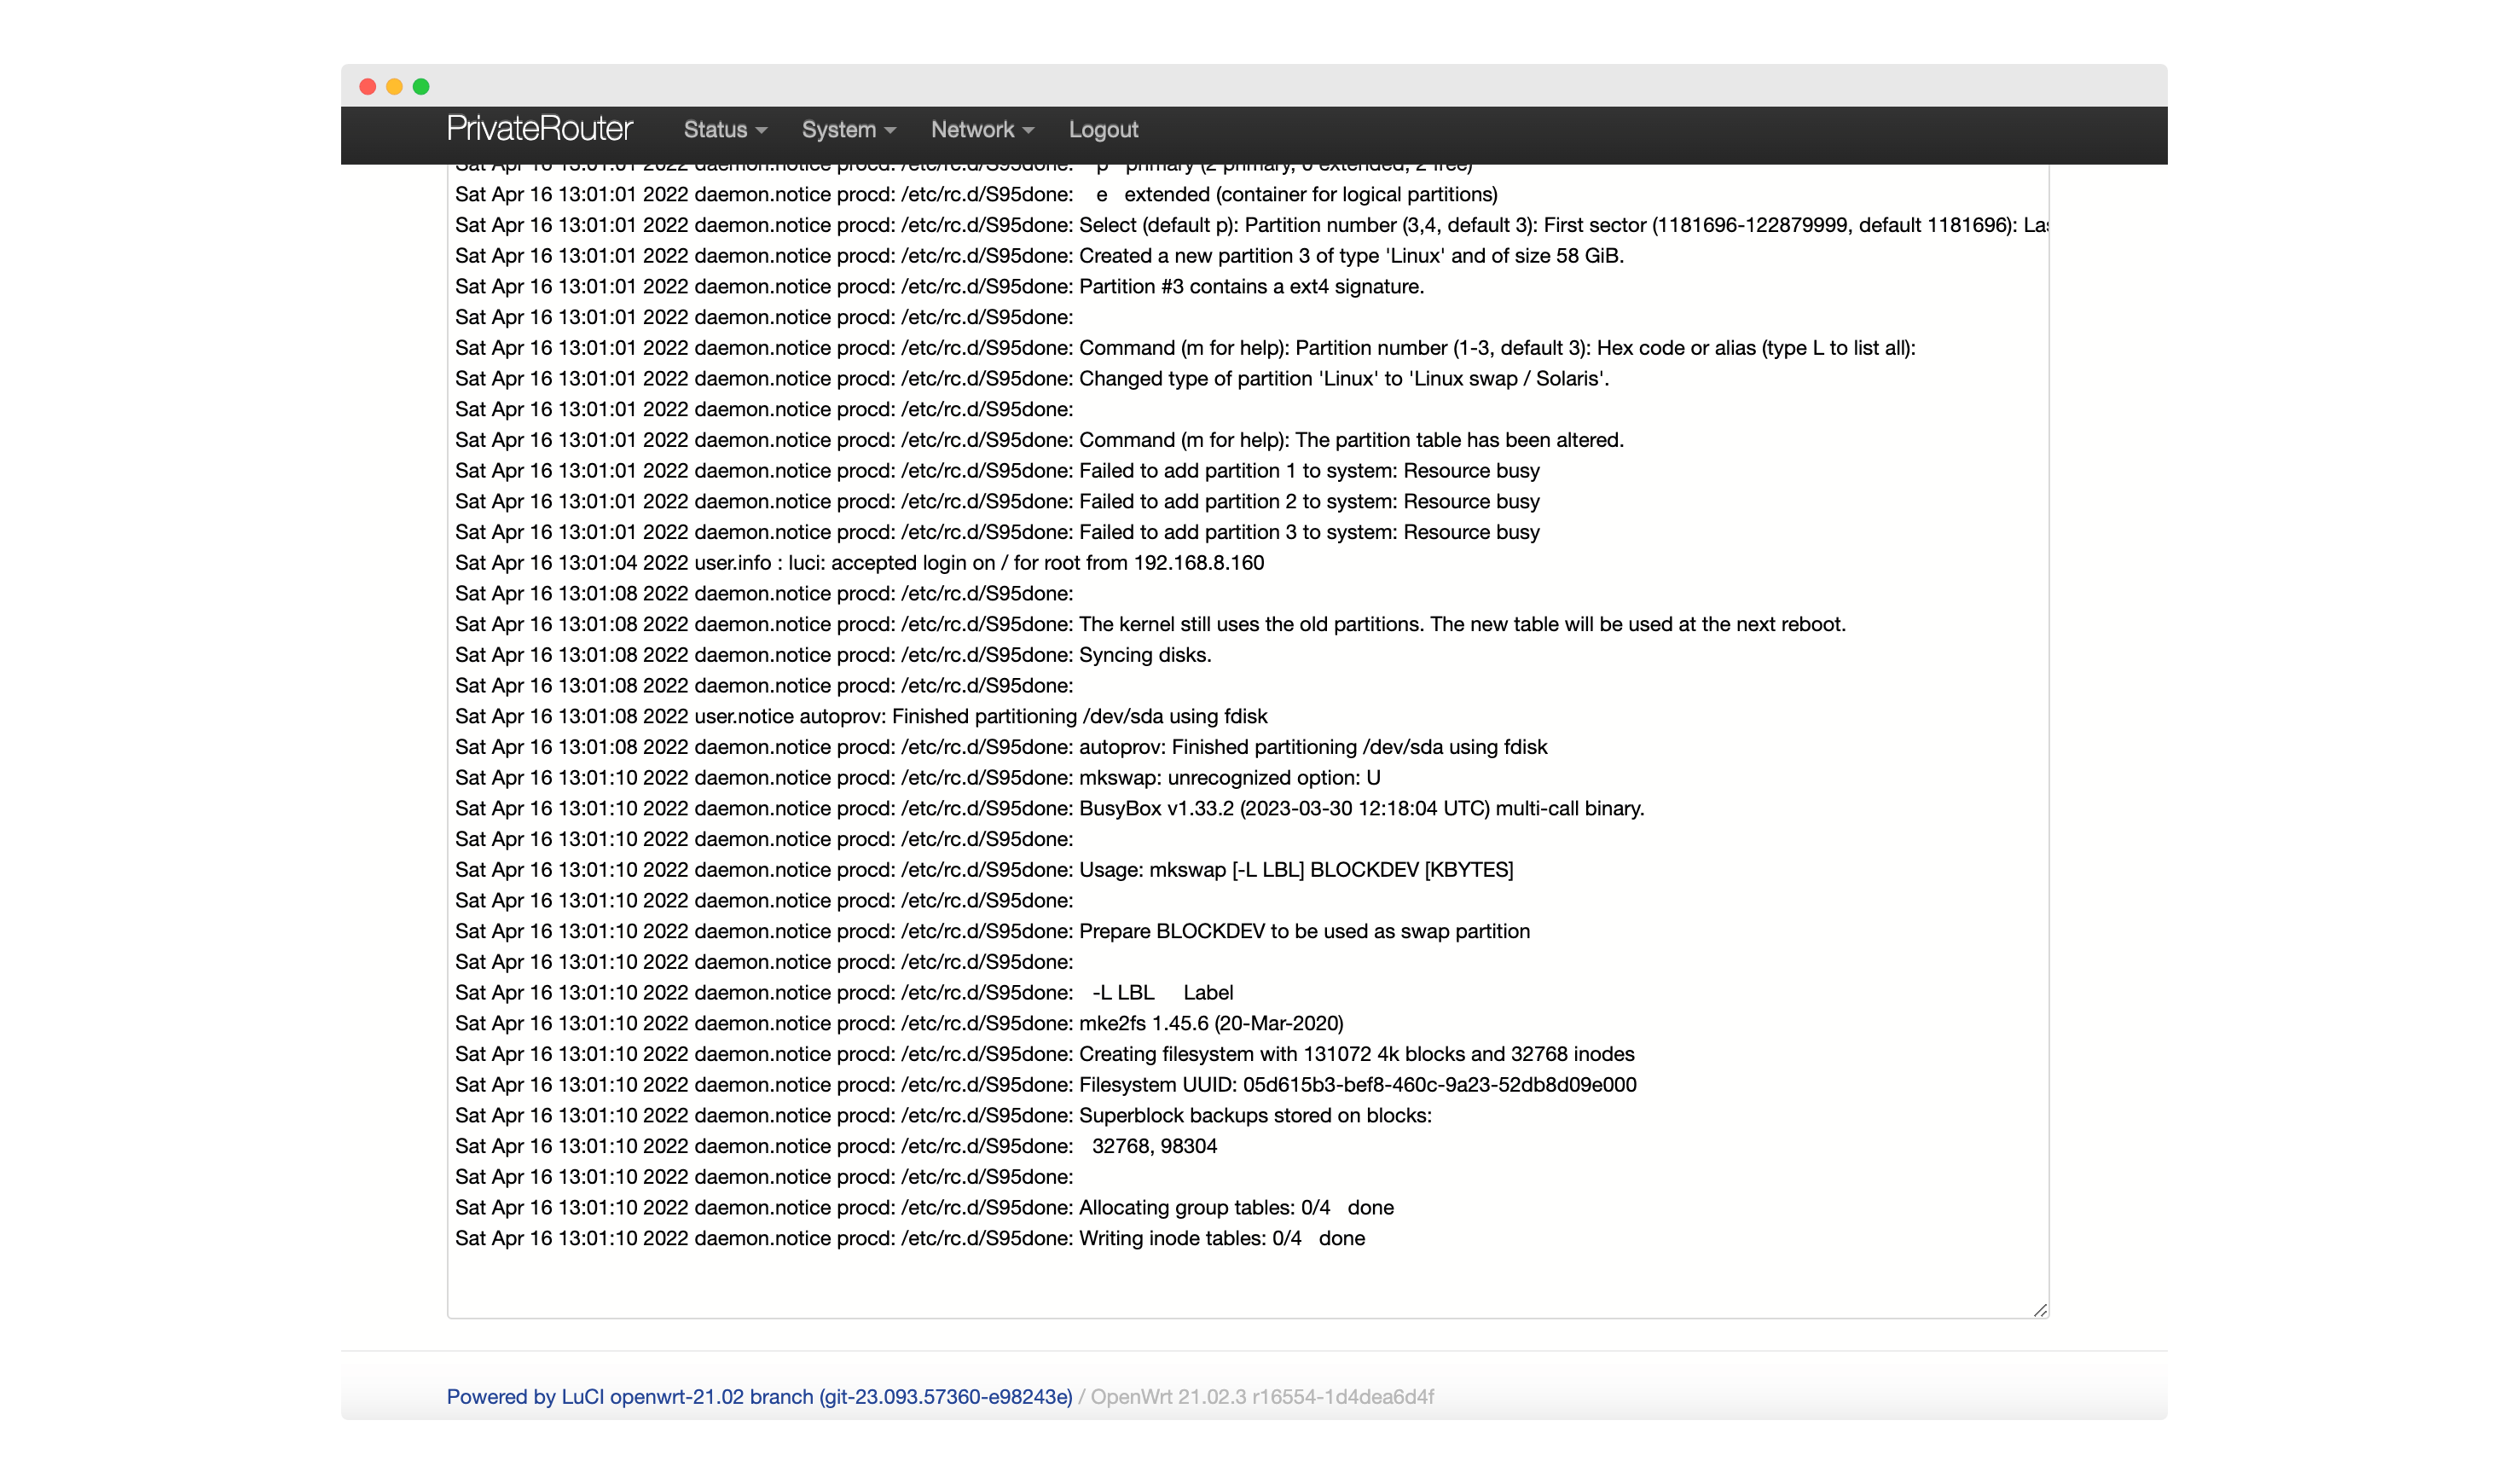 PrivateRouter Status System Network Logout
Sat Apr 16 13:01:01 2022 daemon.notice procd: /etc/rc.d/S95done: p primary (2 primary, 0 extended, 2 free)
Sat Apr 16 13:01:01 2022 daemon.notice procd: /etc/rc.d/S95done: e extended (container for logical partitions)
Sat Apr 16 13:01:01 2022 daemon.notice procd: /etc/rc.d/S95done: Select (default p): Partition number (3,4, default 3): First sector (1181696-122879999, default 1181696): Las
Sat Apr 16 13:01:01 2022 daemon.notice procd: /etc/rc.d/S95done: Created a new partition 3 of type 'Linux' and of size 58 GiB.
Sat Apr 16 13:01:01 2022 daemon.notice procd: /etc/rc.d/S95done: Partition #3 contains a ext4 signature.
Sat Apr 16 13:01:01 2022 daemon.notice procd: /etc/rc.d/S95done:
Sat Apr 16 13:01:01 2022 daemon.notice procd: /etc/rc.d/S95done: Command (m for help): Partition number (1-3, default 3): Hex code or alias (type L to list all):
Sat Apr 16 13:01:01 2022 daemon.notice procd: /etc/rc.d/S95done: Changed type of partition 'Linux' to 'Linux swap / Solaris'.
Sat Apr 16 13:01:01 2022 daemon.notice procd: /etc/rc.d/S95done:
Sat Apr 16 13:01:01 2022 daemon.notice procd: /etc/rc.d/S95done: Command (m for help): The partition table has been altered.
Sat Apr 16 13:01:01 2022 daemon.notice procd: /etc/rc.d/S95done: Failed to add partition 1 to system: Resource busy
Sat Apr 16 13:01:01 2022 daemon.notice procd: /etc/rc.d/S95done: Failed to add partition 2 to system: Resource busy
Sat Apr 16 13:01:01 2022 daemon.notice procd: /etc/rc.d/S95done: Failed to add partition 3 to system: Resource busy
Sat Apr 16 13:01:04 2022 user.info : luci: accepted login on / for root from 192.168.8.160
Sat Apr 16 13:01:08 2022 daemon.notice procd: /etc/rc.d/S95done:
Sat Apr 16 13:01:08 2022 daemon.notice procd: /etc/rc.d/S95done: The kernel still uses the old partitions. The new table will be used at the next reboot.
Sat Apr 16 13:01:08 2022 daemon.notice procd: /etc/rc.d/S95done: Syncing disks.
Sat Apr 16 13:01:08 2022 daemon.notice procd: /etc/rc.d/S95done:
Sat Apr 16 13:01:08 2022 user.notice autoprov: Finished partitioning /dev/sda using fdisk
Sat Apr 16 13:01:08 2022 daemon.notice procd: /etc/rc.d/S95done: autoprov: Finished partitioning /dev/sda using fdisk
Sat Apr 16 13:01:10 2022 daemon.notice procd: /etc/rc.d/S95done: mkswap: unrecognized option: U
Sat Apr 16 13:01:10 2022 daemon.notice procd: /etc/rc.d/S95done: BusyBox v1.33.2 (2023-03-30 12:18:04 UTC) multi-call binary.
Sat Apr 16 13:01:10 2022 daemon.notice procd: /etc/rc.d/S95done:
Sat Apr 16 13:01:10 2022 daemon.notice procd: /etc/rc.d/S95done: Usage: mkswap [-L LBL] BLOCKDEV [KBYTES]
Sat Apr 16 13:01:10 2022 daemon.notice procd: /etc/rc.d/S95done:
Sat Apr 16 13:01:10 2022 daemon.notice procd: /etc/rc.d/S95done: Prepare BLOCKDEV to be used as swap partition
Sat Apr 16 13:01:10 2022 daemon.notice procd: /etc/rc.d/S95done:
Sat Apr 16 13:01:10 2022 daemon.notice procd: /etc/rc.d/S95done: -L LBL Label
Sat Apr 16 13:01:10 2022 daemon.notice procd: /etc/rc.d/S95done: mke2fs 1.45.6 (20-Mar-2020)
Sat Apr 16 13:01:10 2022 daemon.notice procd: /etc/rc.d/S95done: Creating filesystem with 131072 4k blocks and 32768 inodes
Sat Apr 16 13:01:10 2022 daemon.notice procd: /etc/rc.d/S95done: Filesystem UUID: 05d615b3-bef8-460c-9a23-52db8d09e000
Sat Apr 16 13:01:10 2022 daemon.notice procd: /etc/rc.d/S95done: Superblock backups stored on blocks:
Sat Apr 16 13:01:10 2022 daemon.notice procd: /etc/rc.d/S95done: 32768, 98304
Sat Apr 16 13:01:10 2022 daemon.notice procd: /etc/rc.d/S95done:
Sat Apr 16 13:01:10 2022 daemon.notice procd: /etc/rc.d/S95done: Allocating group tables: 0/4 done
Sat Apr 16 13:01:10 2022 daemon.notice procd: /etc/rc.d/S95done: Writing inode tables: 0/4 done
Powered by LuCI openwrt-21.02 branch (git-23.093.57360-e98243e) / OpenWrt 21.02.3 r16554-1d4dea6d4f